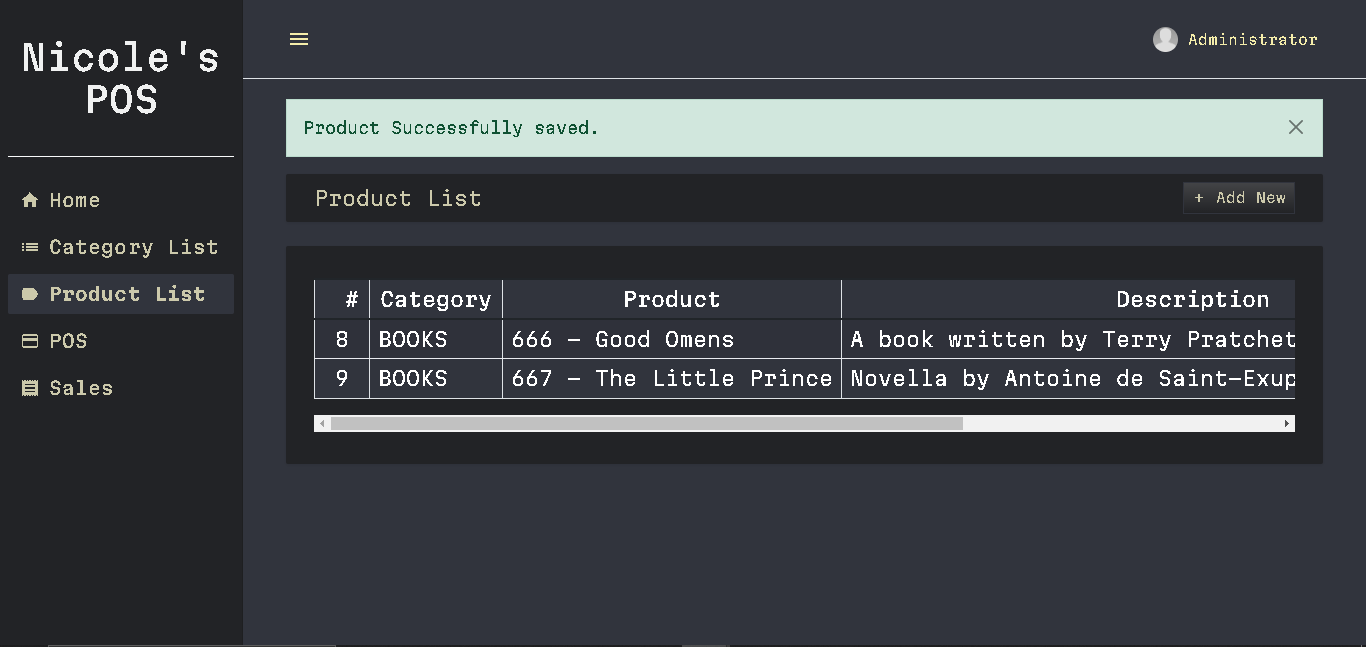 Nicole's
POS
Administrator
Product Successfully saved.
Home
Category List
Product List
POS
Sales
Product List
+ Add New
# Category Product Description
8 BOOKS 666 - Good Omens A book written by Terry Pratchet
9 BOOKS 667 - The Little Prince Novella by Antoine de Saint-Exup